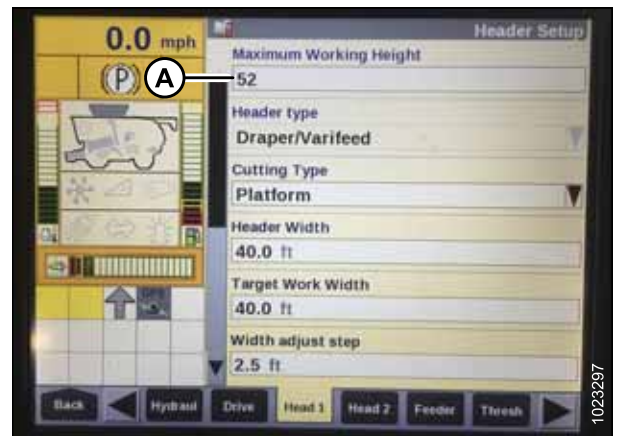 0.0 mph
(P)
A
Header Setup
Maximum Working Height
52
Header type
Draper/Varifeed
Cutting Type
Platform
Header Width
40.0 ft
Target Work Width
40.0 ft
Width adjust step
2.5 ft
Back
Hydraul
Drive
Head 1
Head 2
Feeder
Thresh
1023297